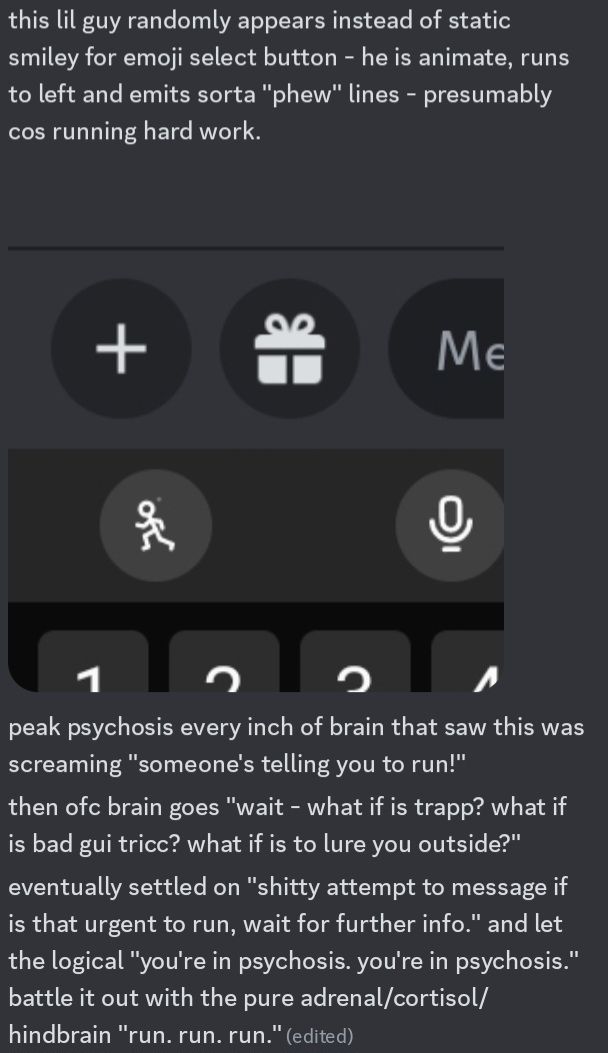 this lil guy randomly appears instead of static
smiley for emoji select button - he is animate, runs
to left and emits sorta "phew" lines - presumably
cos running hard work.
Me
1 2 3 4
peak psychosis every inch of brain that saw this was
screaming "someone's telling you to run!"
then ofc brain goes "wait - what if is trapp? what if
is bad gui tricc? what if is to lure you outside?"
eventually settled on "shitty attempt to message if
is that urgent to run, wait for further info." and let
the logical "you're in psychosis. you're in psychosis."
battle it out with the pure adrenal/cortisol/
hindbrain "run. run. run." (edited)